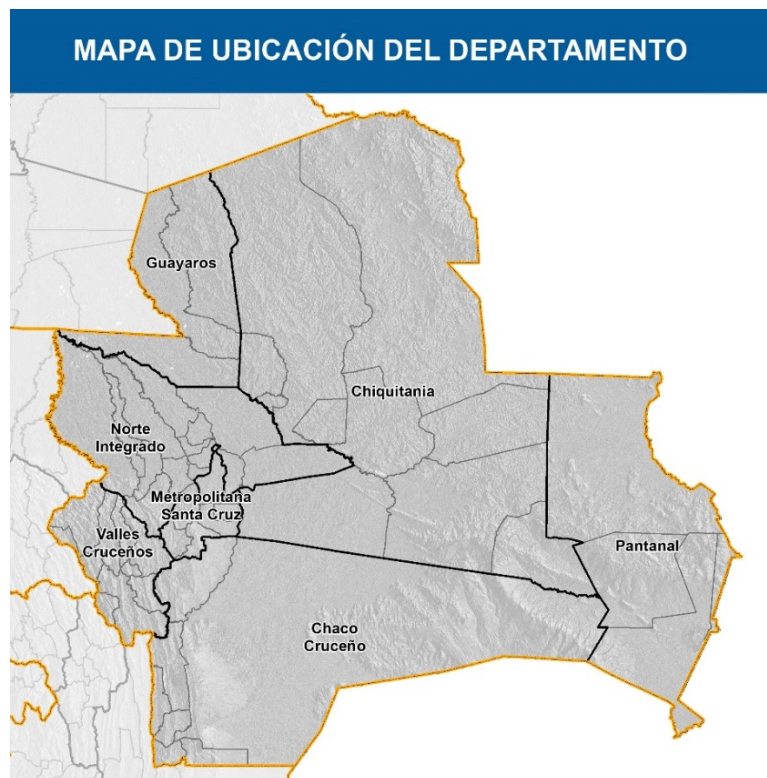 MAPA DE UBICACIÓN DEL DEPARTAMENTO
Guayaros
Chiquitania
Norte
Integrado
Metropolitana
Santa Cruz
Valles
Cruceños
Pantanal
Chaco
Cruceño